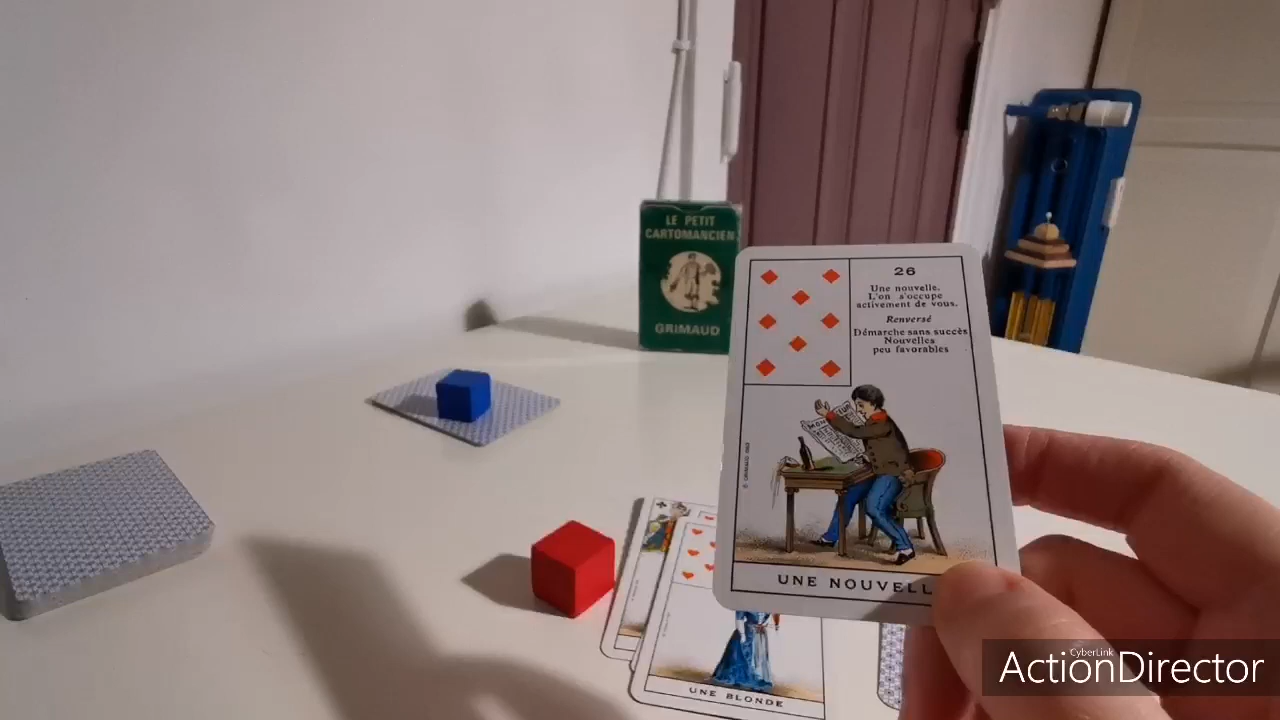 LE PETIT
CARTOMANCIEN
GRIMAUD
26
Une nouvelle.
L'on s'occupe
activement de vous.
Renversé
Démarche sans succès
Nouvelles
peu favorables
UNE NOUVELL
UNE BLONDE
CyberLink
ActionDirector